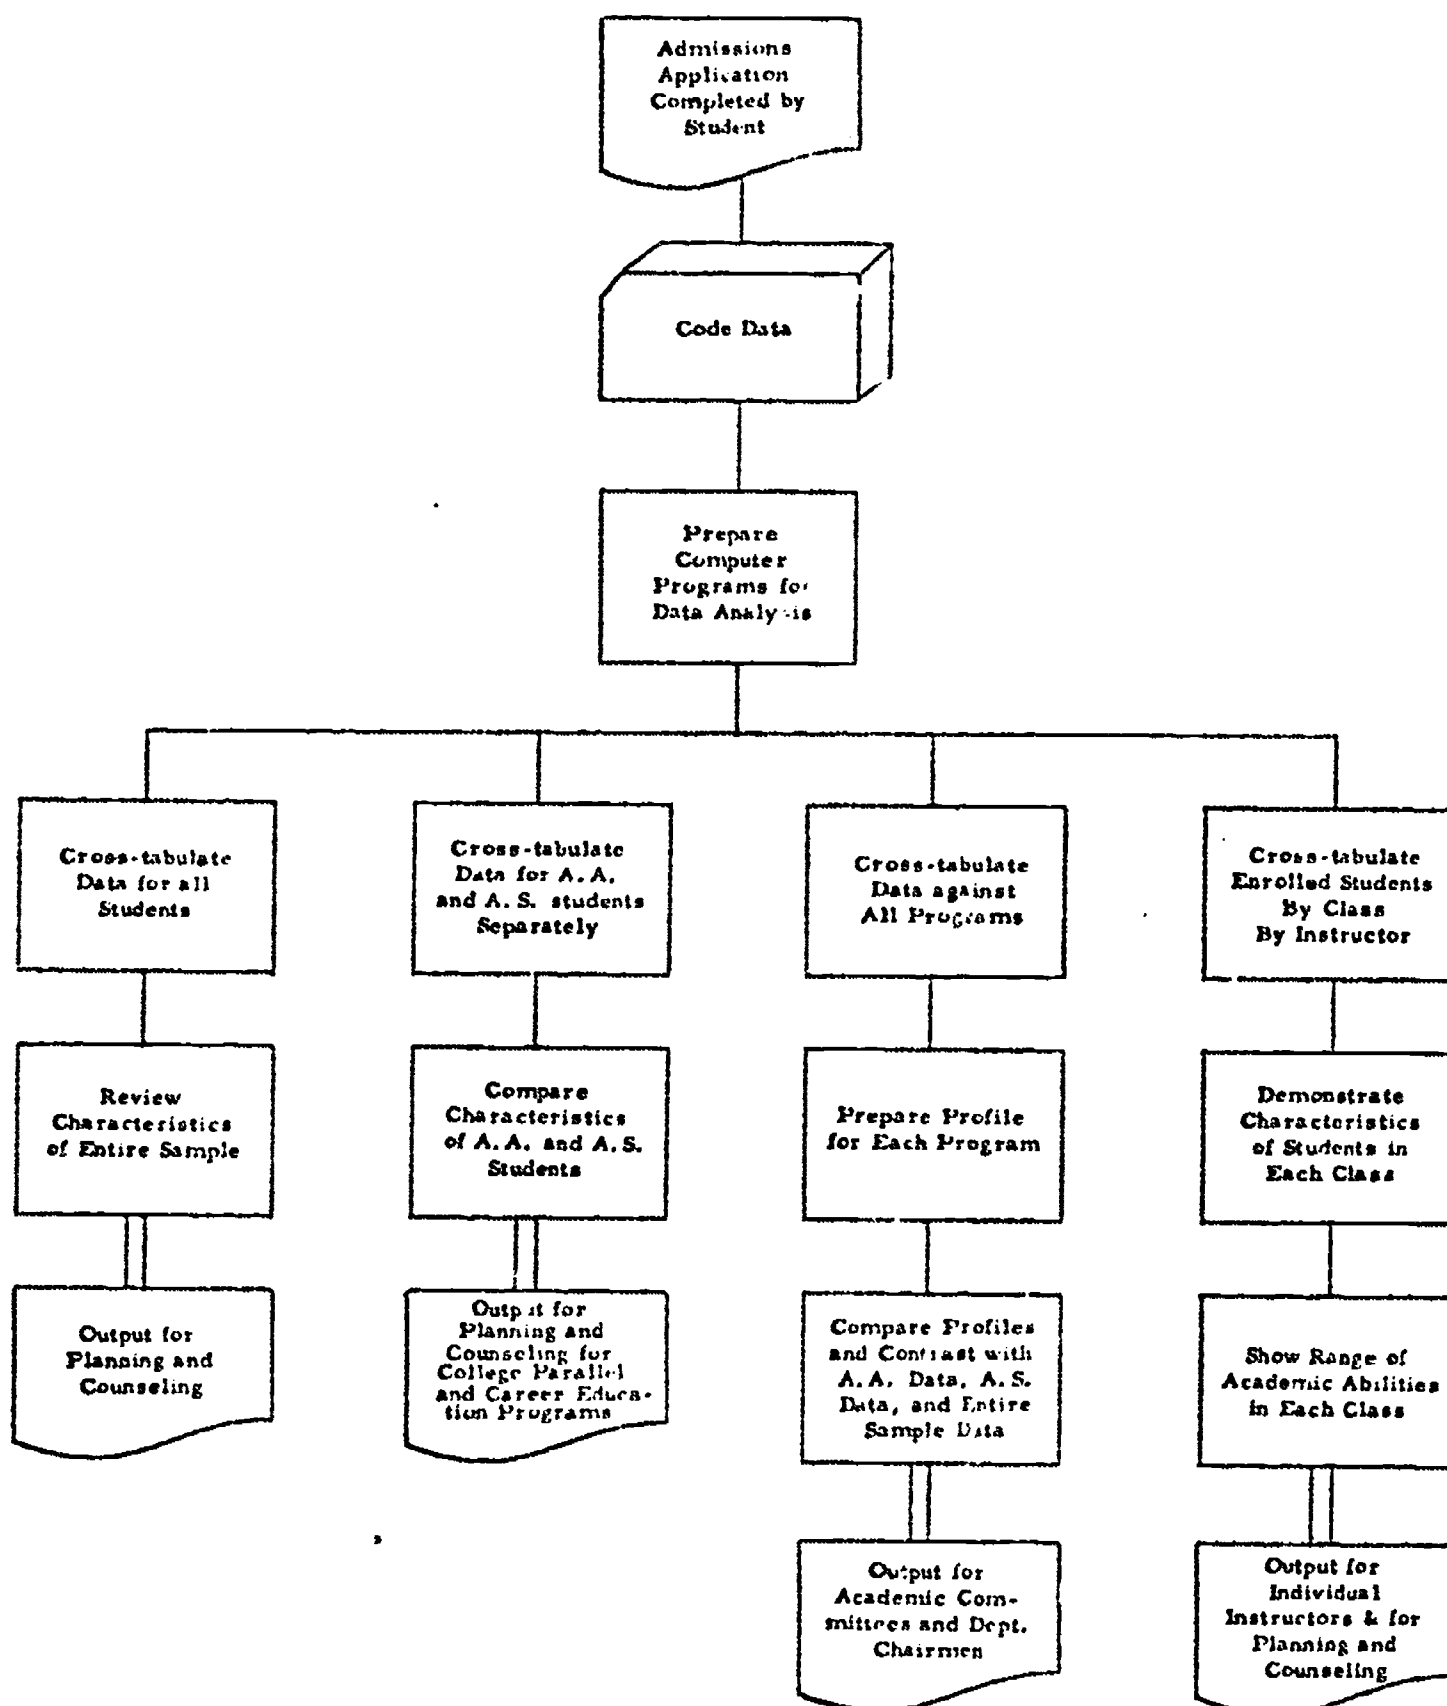 Admissions
Application
Completed by
Student
Code Data
Prepare
Computer
Programs for
Data Analysis
Cross-tabulate
Data for all
Students
Cross-tabulate
Data for A.A.
and A.S. students
Separately
Cross-tabulate
Data against
All Programs
Cross-tabulate
Enrolled Students
By Class
By Instructor
Review
Characteristics
of Entire Sample
Compare
Characteristics
of A.A. and A.S.
Students
Prepare Profile
for Each Program
Demonstrate
Characteristics
of Students in
Each Class
Output for
Planning and
Counseling
Output for
Planning and
Counseling for
College Parallel
and Career Educa-
tion Programs
Compare Profiles
and Contrast with
A.A. Data, A.S.
Data, and Entire
Sample Data
Show Range of
Academic Abilities
in Each Class
Output for
Academic Com-
mittees and Dept.
Chairmen
Output for
Individual
Instructors & for
Planning and
Counseling